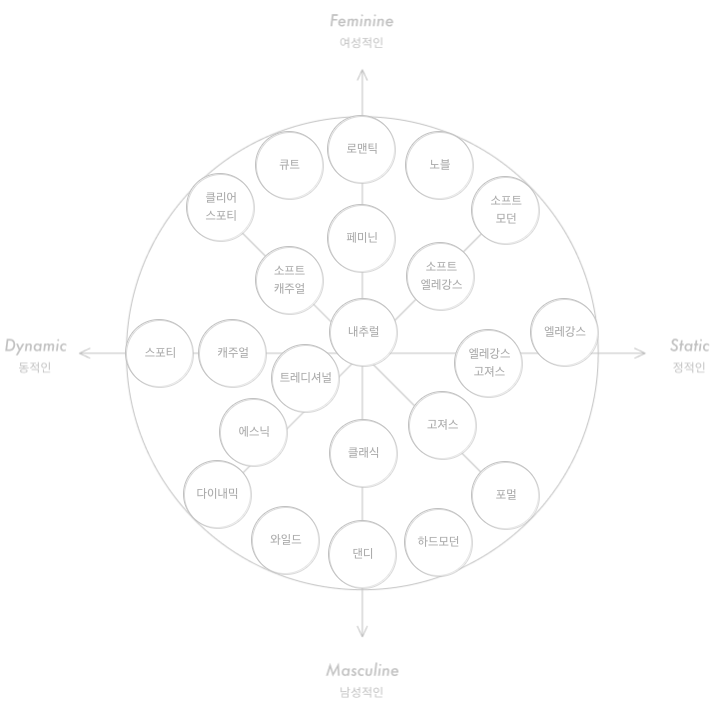 Feminine
여성적인
로맨틱
큐트
노블
클리어
스포티
소프트
모던
페미닌
소프트
캐주얼
소프트
엘레강스
내추럴
엘레강스
Dynamic
동적인
스포티
캐주얼
엘레강스
고져스
Static
정적인
트레디셔널
에스닉
고져스
클래식
다이내믹
포멀
와일드
댄디
하드모던
Masculine
남성적인